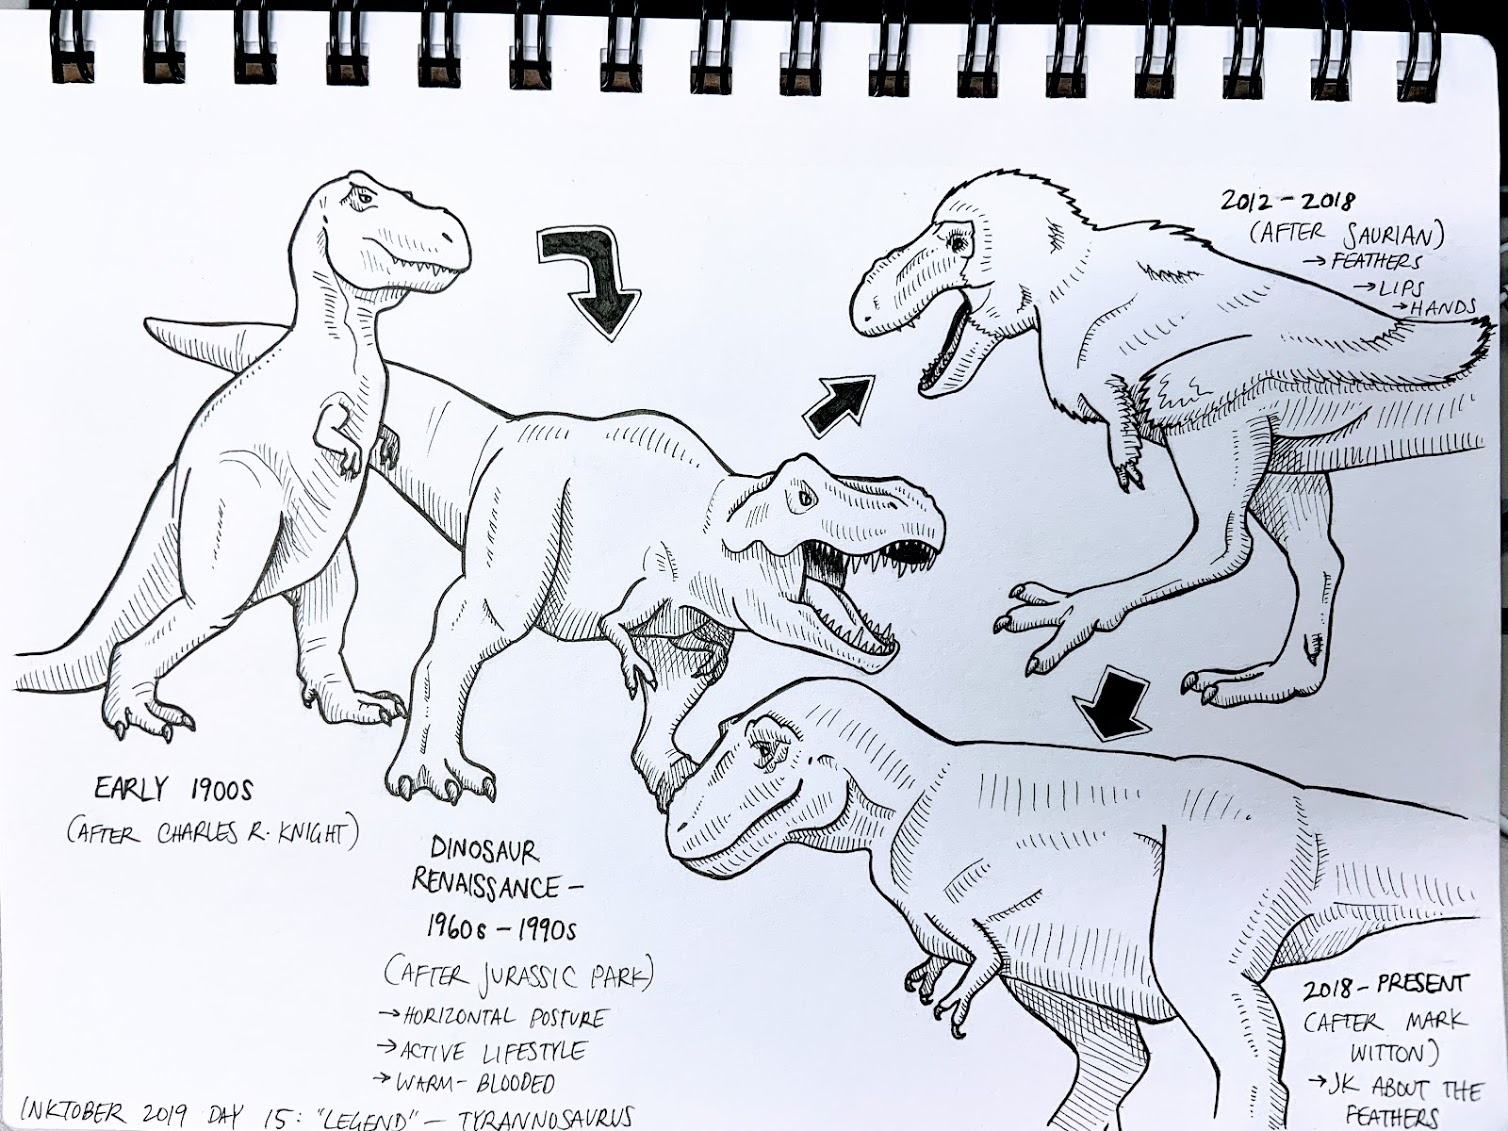 EARLY 1900s
(AFTER CHARLES R. KNIGHT)
DINOSAUR
RENAISSANCE -
1960s - 1990s
(AFTER JURASSIC PARK)
→ HORIZONTAL POSTURE
→ ACTIVE LIFESTYLE
→ WARM-BLOODED
2012 - 2018
(AFTER SAURIAN)
→ FEATHERS
→ LIPS
→ HANDS
2018 - PRESENT
(AFTER MARK
WITTON)
→ JK ABOUT THE
FEATHERS
INKTOBER 2019 DAY 15: "LEGEND" - TYRANNOSAURUS